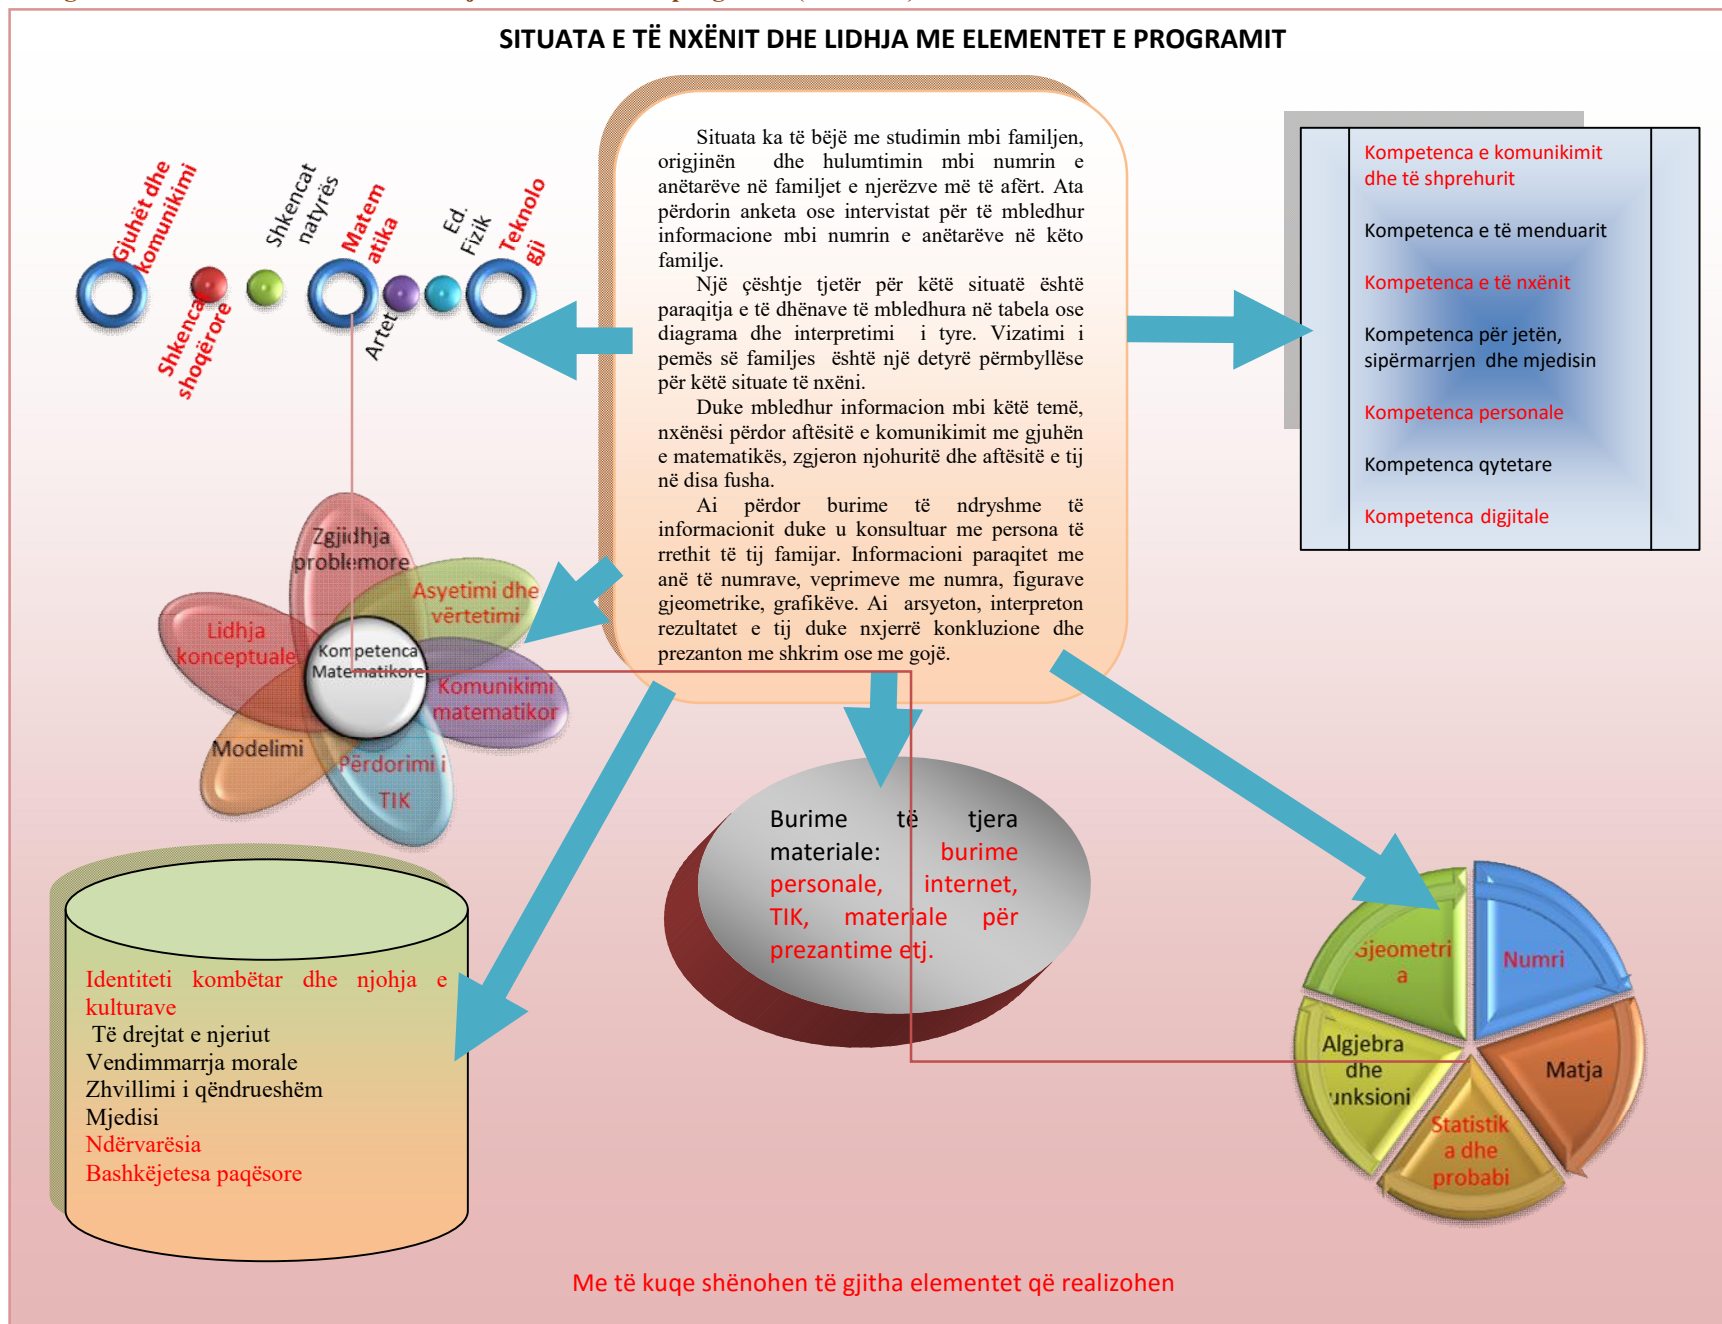 SITUATA E TË NXËNIT DHE LIDHJA ME ELEMENTET E PROGRAMIT
Gjuhët dhe
komunikimi
Shkenca
shoqërore
Shkencat
natyrës
Matem
atika
Artet
Ed.
Fizik
Teknolo
gji
Situata ka të bëjë me studimin mbi familjen,
origjinën dhe hulumtimin mbi numrin e
anëtarëve në familjet e njerëzve më të afërt. Ata
përdorin anketa ose intervistat për të mbledhur
informacione mbi numrin e anëtarëve në këto
familje.
Një çështje tjetër për këtë situatë është
paraqitja e të dhënave të mbledhura në tabela ose
diagrama dhe interpretimi i tyre. Vizatimi i
pemës së familjes është një detyrë përmbyllëse
për këtë situate të nxëni.
Duke mbledhur informacion mbi këtë temë,
nxënësi përdor aftësitë e komunikimit me gjuhën
e matematikës, zgjeron njohuritë dhe aftësitë e tij
në disa fusha.
Ai përdor burime të ndryshme të
informacionit duke u konsultuar me persona të
rrethit të tij famijar. Informacioni paraqitet me
anë të numrave, veprimeve me numra, figurave
gjeometrike, grafikëve. Ai arsyeton, interpreton
rezultatet e tij duke nxjerrë konkluzione dhe
prezanton me shkrim ose me gojë.
Kompetenca e komunikimit
dhe të shprehurit
Kompetenca e të menduarit
Kompetenca e të nxënit
Kompetenca për jetën,
sipërmarrjen dhe mjedisin
Kompetenca personale
Kompetenca qytetare
Kompetenca digjitale
Zgjidhja
problemore
Asyetimi dhe
vërtetimi
Lidhja
konceptuale
Kompetenca
Matematikore
Komunikimi
matematikor
Modelimi
Përdorimi i
TIK
Burime të tjera
materiale: burime
personale, internet,
TIK, materiale për
prezantime etj.
Identiteti kombëtar dhe njohja e
kulturave
Të drejtat e njeriut
Vendimmarrja morale
Zhvillimi i qëndrueshëm
Mjedisi
Ndërvarësia
Bashkëjetesa paqësore
Gjeometri
a
Numri
Algjebra
dhe
unksioni
Matja
Statistik
a dhe
probabi
Me të kuqe shënohen të gjitha elementet që realizohen